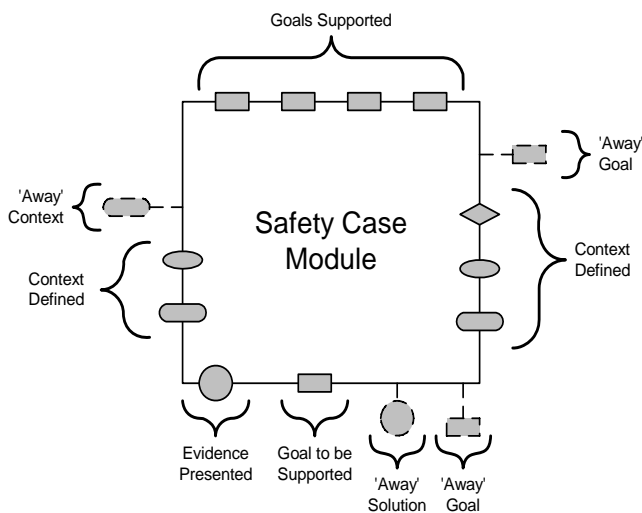 Goals Supported
'Away'
Goal
'Away'
Context
Safety Case
Module
Context
Defined
Context
Defined
Evidence
Presented
Goal to be
Supported
'Away'
Solution
'Away'
Goal